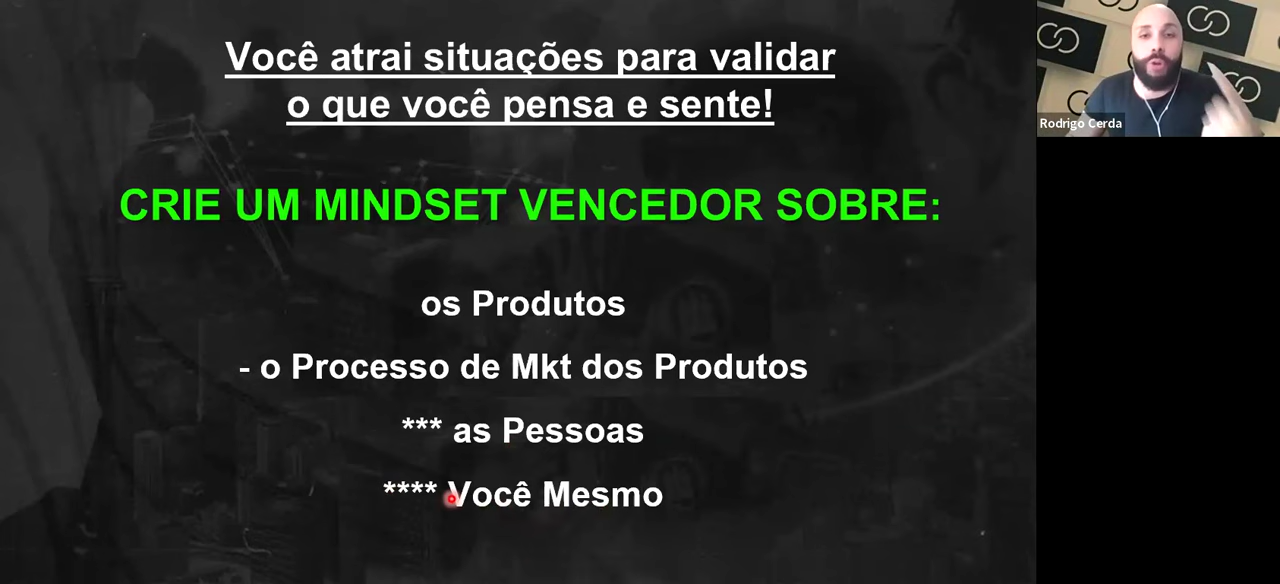 Você atrai situações para validar
o que você pensa e sente!
CRIE UM MINDSET VENCEDOR SOBRE:
os Produtos
- o Processo de Mkt dos Produtos
*** as Pessoas
**** Você Mesmo
Rodrigo Cerda